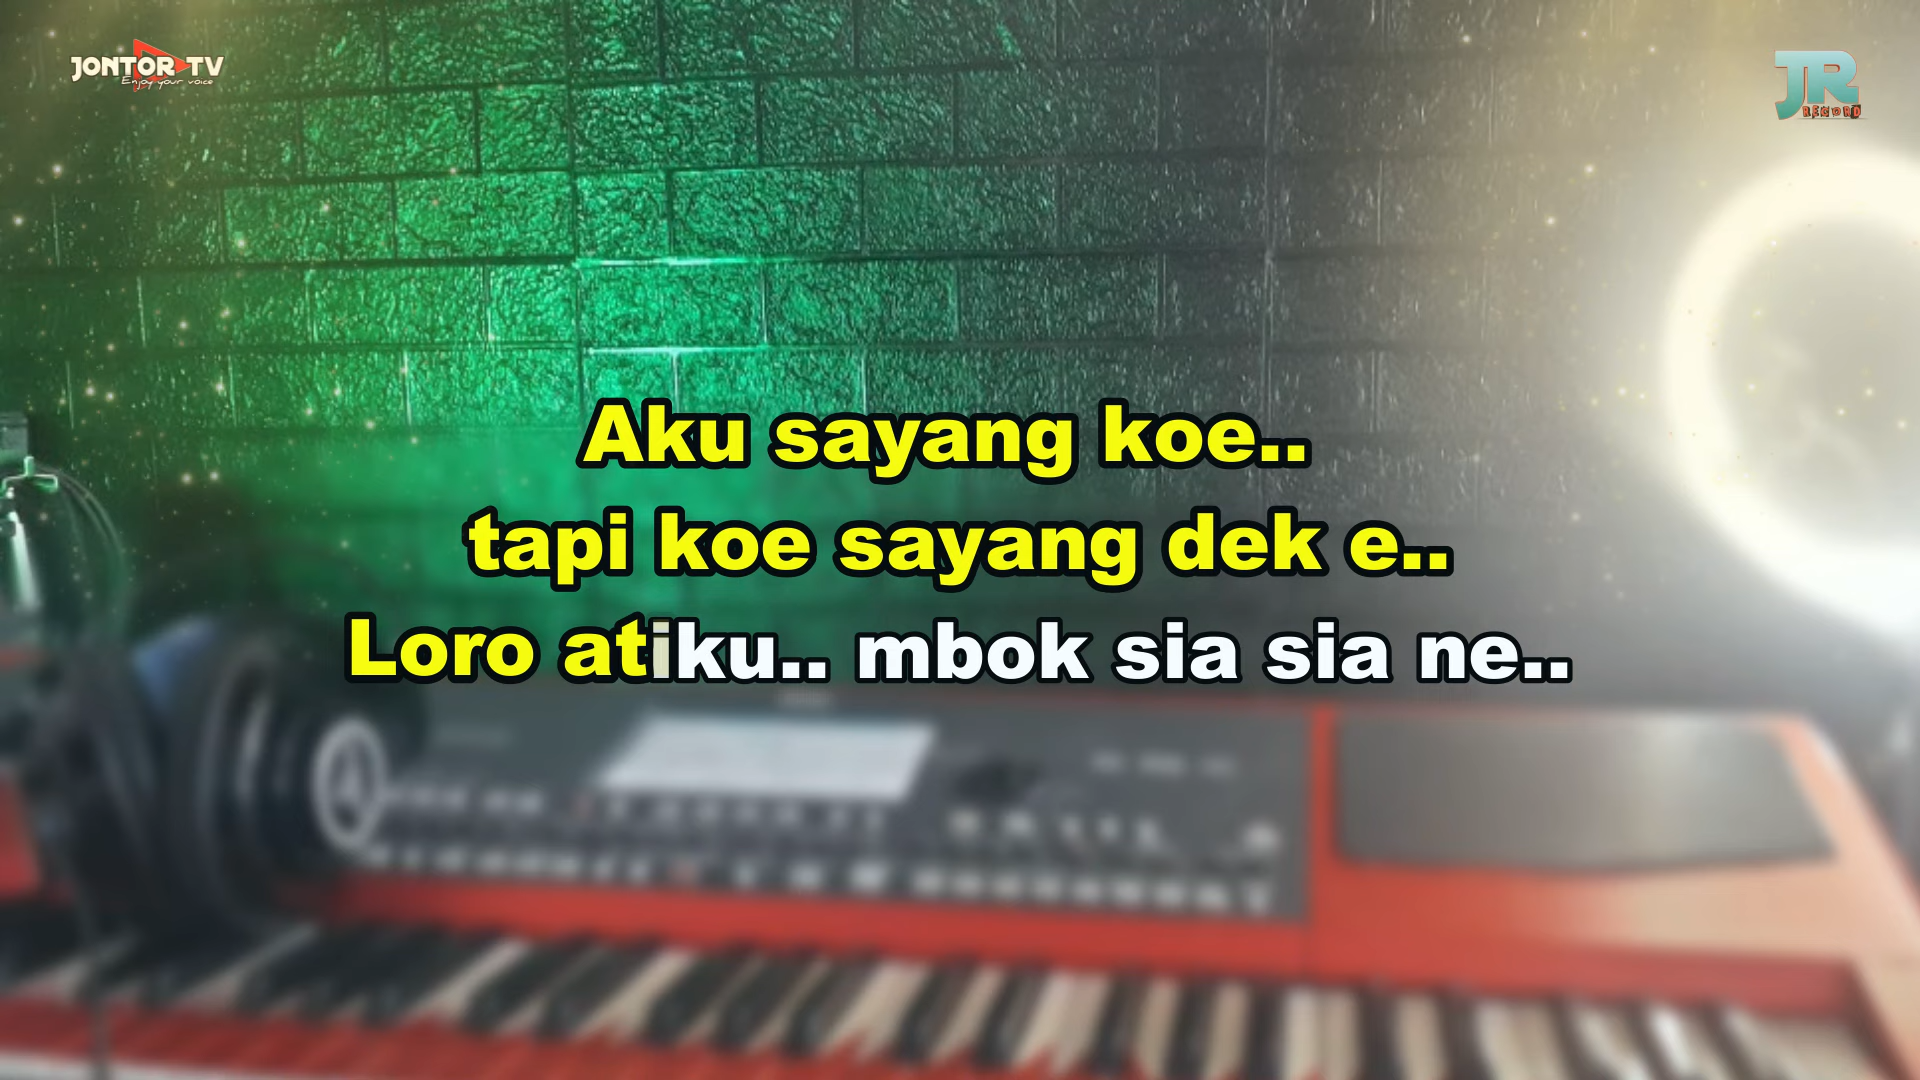 JONTOR TV
Enjoy your voice
JR
RECORD
Aku sayang koe..
tapi koe sayang dek e..
Loro atiku.. mbok sia sia ne..